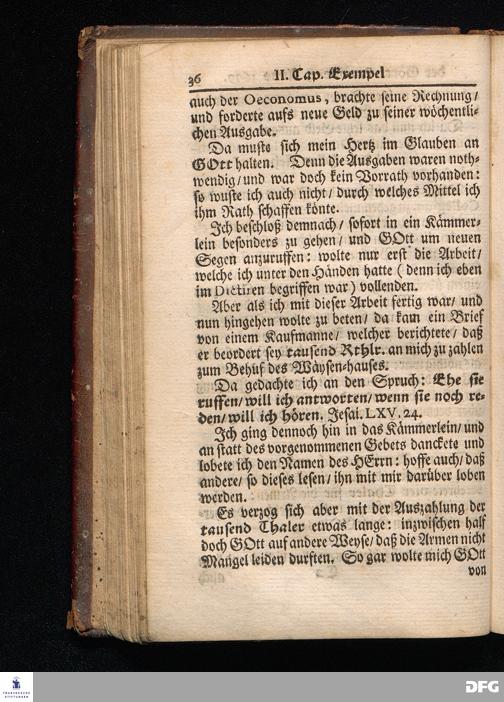 36 II. Cap. Exempel
auch der Oeconomus, brachte seine Rechnung/
und forderte aufs neue Geld zu seiner wöchentli-
chen Ausgabe.
Da muste sich mein Hertz im Glauben an
GOtt halten. Denn die Ausgaben waren noth-
wendig/und war doch kein Vorrath vorhanden:
so wuste ich auch nicht/ durch welches Mittel ich
ihm Rath schaffen könte.
Ich beschloß demnach/ sofort in ein Kämmer-
lein besonders zu gehen/ und GOtt um neuen
Segen anzuruffen: wolte nur erst die Arbeit/
welche ich unter den Händen hatte (denn ich eben
im Dictiren begriffen war) vollenden.
Aber als ich mit dieser Arbeit fertig war/ und
nun hingehen wolte zu beten/ da kam ein Brief
von einem Kaufmanne/ welcher berichtete/ daß
er beordert sey tausend Rthlr. an mich zu zahlen
zum Behuf des Wäysen-hauses.
Da gedachte ich an den Spruch: Ehe sie
ruffen/ will ich antworten/ wenn sie noch re-
den/ will ich hören. Jesai. LXV. 24.
Ich ging dennoch hin in das Kämmerlein/ und
an statt des vorgenommenen Gebets danckete und
lobete ich den Namen des HErrn: hoffe auch/ daß
andere/ so dieses lesen/ ihn mit mir darüber loben
werden.
Es verzog sich aber mit der Auszahlung der
tausend Thaler etwas lange: inzwischen half
doch GOtt auf andere Weyse/ daß die Armen nicht
Mangel leiden durften. So gar wolte mich GOtt
von
FRANCKESCHE
STIFTUNGEN
DFG